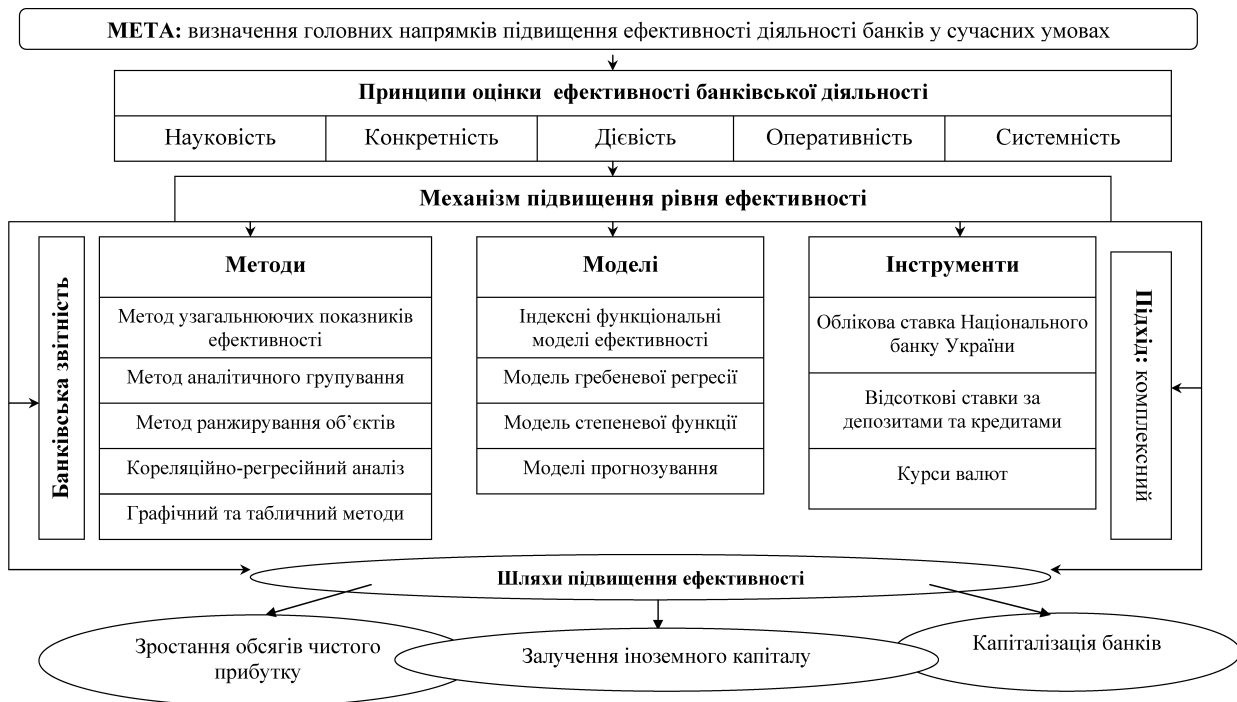 МЕТА: визначення головних напрямків підвищення ефективності діяльності банків у сучасних умовах
Принципи оцінки ефективності банківської діяльності
Науковість
Конкретність
Дієвість
Оперативність
Системність
Механізм підвищення рівня ефективності
Банківська звітність
Методи
Метод узагальнюючих показників
ефективності
Метод аналітичного групування
Метод ранжирування об’єктів
Кореляційно-регресійний аналіз
Графічний та табличний методи
Моделі
Індексні функціональні
моделі ефективності
Модель гребеневої регресії
Модель степеневої функції
Моделі прогнозування
Інструменти
Облікова ставка Національного
банку України
Відсоткові ставки за
депозитами та кредитами
Курси валют
Підхід: комплексний
Шляхи підвищення ефективності
Зростання обсягів чистого
прибутку
Залучення іноземного капіталу
Капіталізація банків